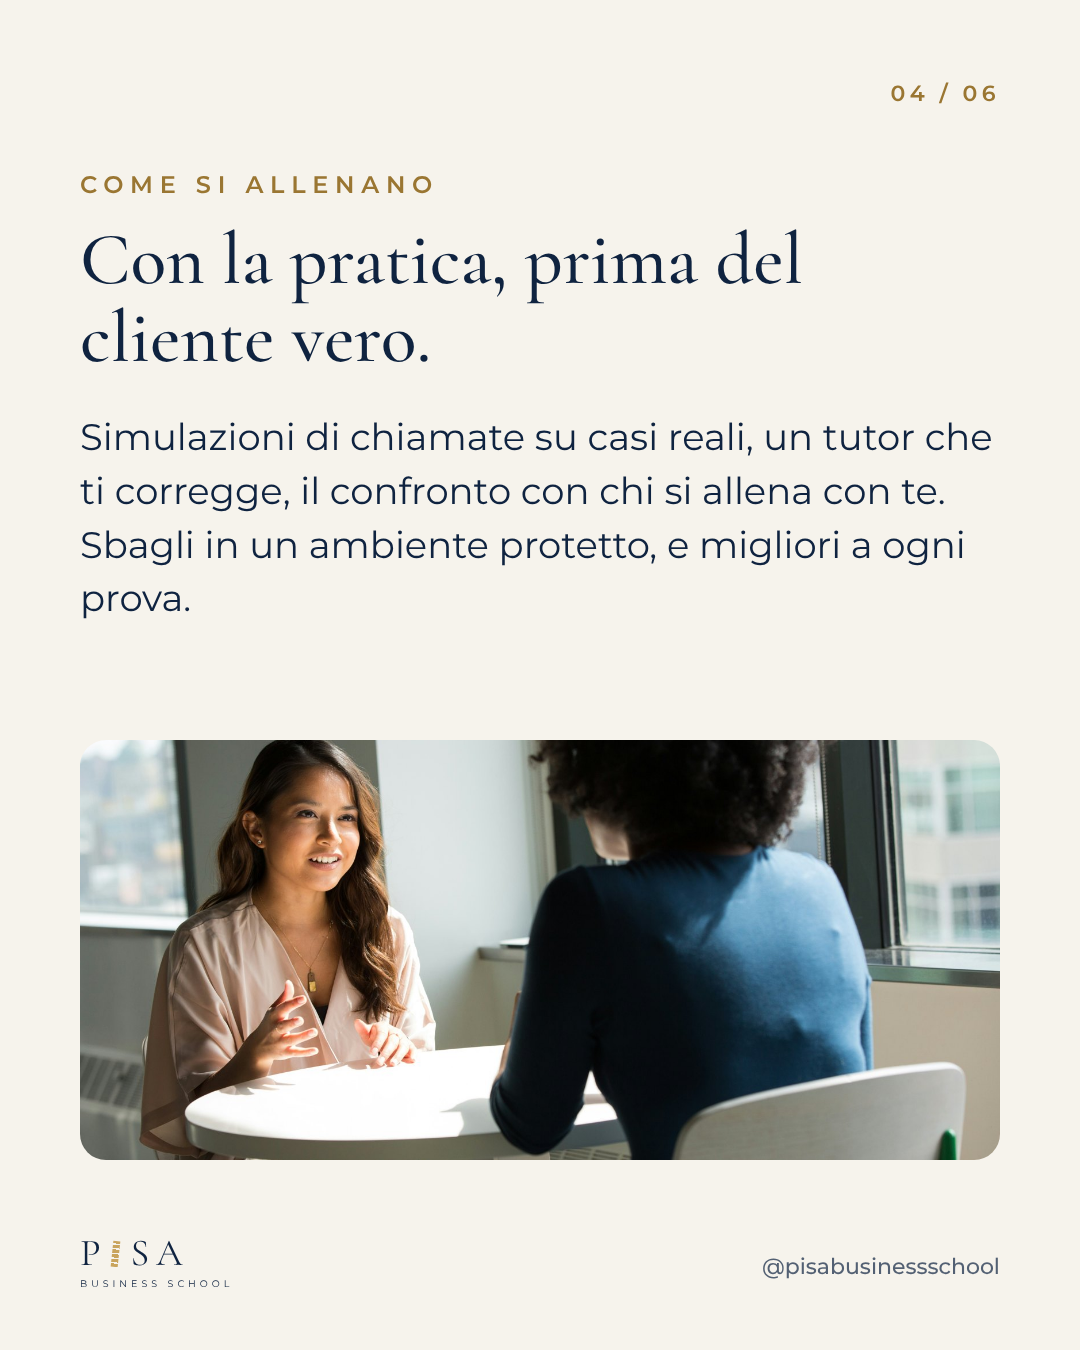 04 / 06
COME SI ALLENANO
Con la pratica, prima del
cliente vero.
Simulazioni di chiamate su casi reali, un tutor che
ti corregge, il confronto con chi si allena con te.
Sbagli in un ambiente protetto, e migliori a ogni
prova.
PISA
BUSINESS SCHOOL
@pisabusinessschool